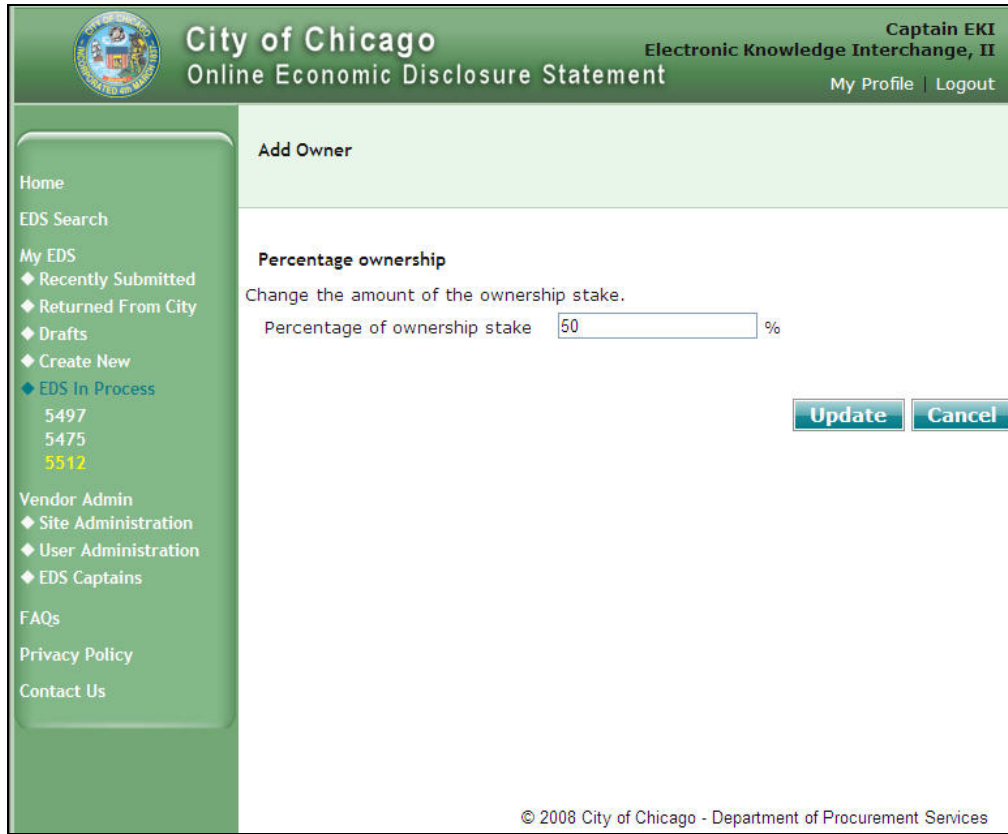 City of Chicago
Online Economic Disclosure Statement
Captain EKI
Electronic Knowledge Interchange, II
My Profile | Logout
Home
EDS Search
My EDS
◆ Recently Submitted
◆ Returned From City
◆ Drafts
◆ Create New
◆ EDS In Process
5497
5475
5512
Vendor Admin
◆ Site Administration
◆ User Administration
◆ EDS Captains
FAQs
Privacy Policy
Contact Us
Add Owner
Percentage ownership
Change the amount of the ownership stake.
Percentage of ownership stake 50 %
Update Cancel
© 2008 City of Chicago - Department of Procurement Services